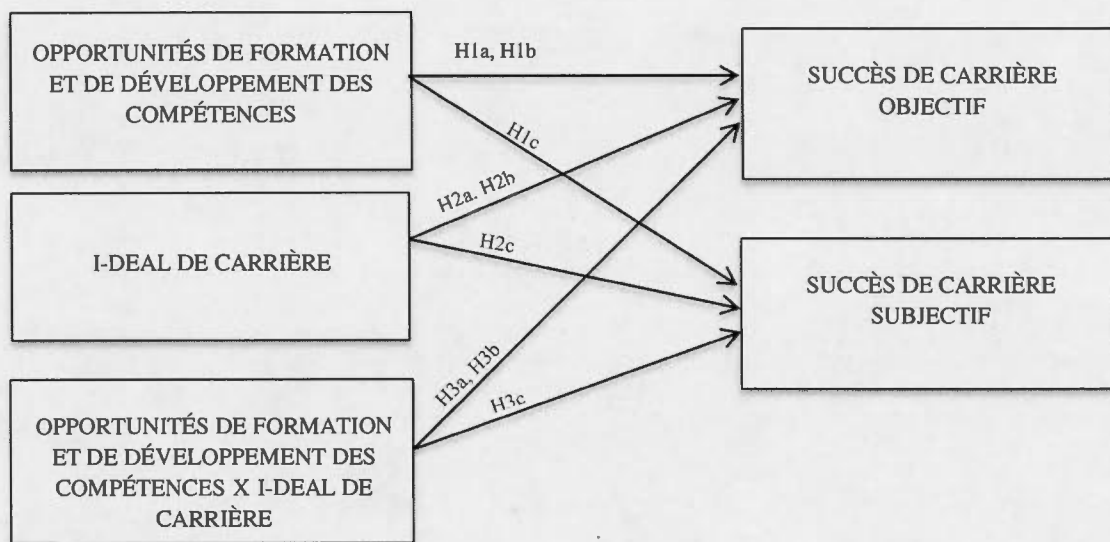 OPPORTUNITÉS DE FORMATION
ET DE DÉVELOPPEMENT DES
COMPÉTENCES
H1a, H1b
SUCCÈS DE CARRIÈRE
OBJECTIF
H1c
H2a. H2b
I-DEAL DE CARRIÈRE
H2c
SUCCÈS DE CARRIÈRE
SUBJECTIF
H3a, H3b
H3c
OPPORTUNITÉS DE FORMATION
ET DE DÉVELOPPEMENT DES
COMPÉTENCES X I-DEAL DE
CARRIÈRE